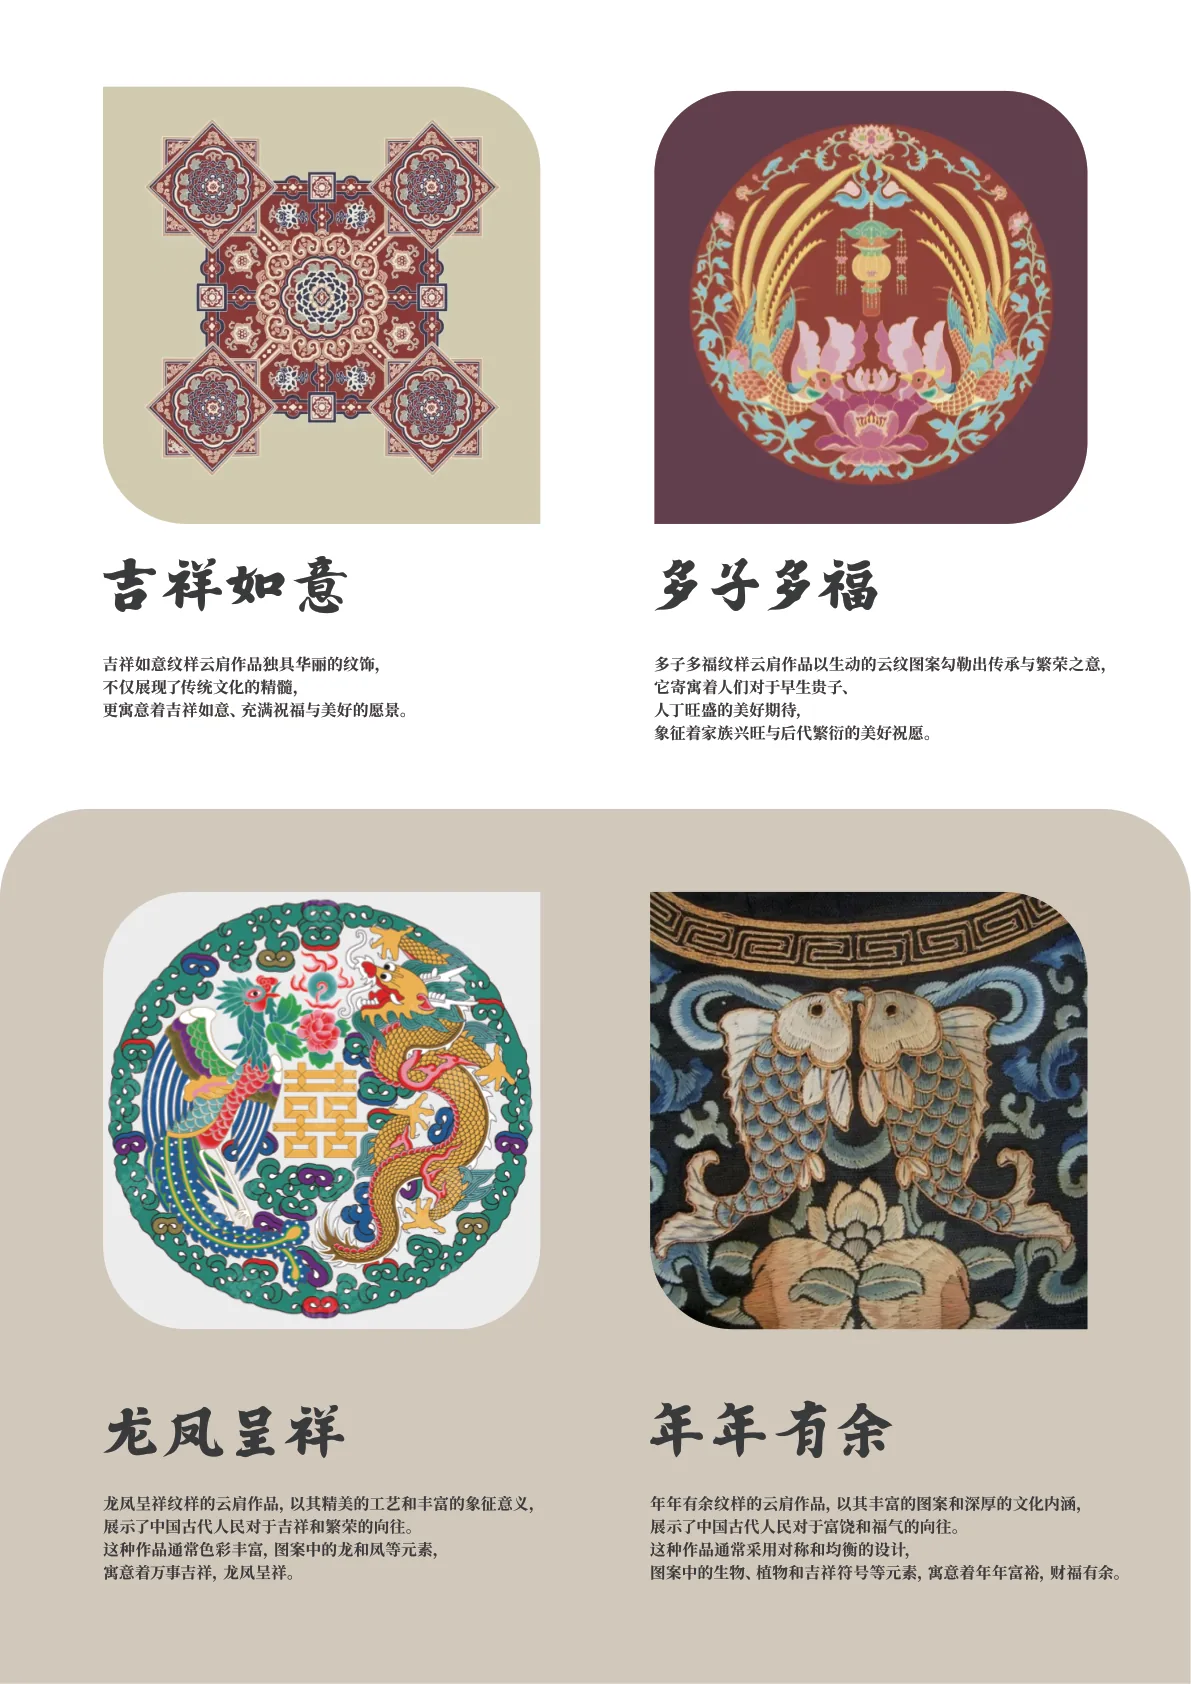 吉祥如意
吉祥如意纹样云肩作品独具华丽的纹饰，
不仅展现了传统文化的精髓，
更寓意着吉祥如意、充满祝福与美好的愿景。
多子多福
多子多福纹样云肩作品以生动的云纹图案勾勒出传承与繁荣之意，
它寄寓着人们对于早生贵子、
人丁旺盛的美好期待，
象征着家族兴旺与后代繁衍的美好祝愿。
囍
龙凤呈祥
龙凤呈祥纹样的云肩作品，以其精美的工艺和丰富的象征意义，
展示了中国古代人民对于吉祥和繁荣的向往。
这种作品通常色彩丰富，图案中的龙和凤等元素，
寓意着万事吉祥，龙凤呈祥。
年年有余
年年有余纹样的云肩作品，以其丰富的图案和深厚的文化内涵，
展示了中国古代人民对于富饶和福气的向往。
这种作品通常采用对称和均衡的设计，
图案中的生物、植物和吉祥符号等元素，寓意着年年富裕，财福有余。